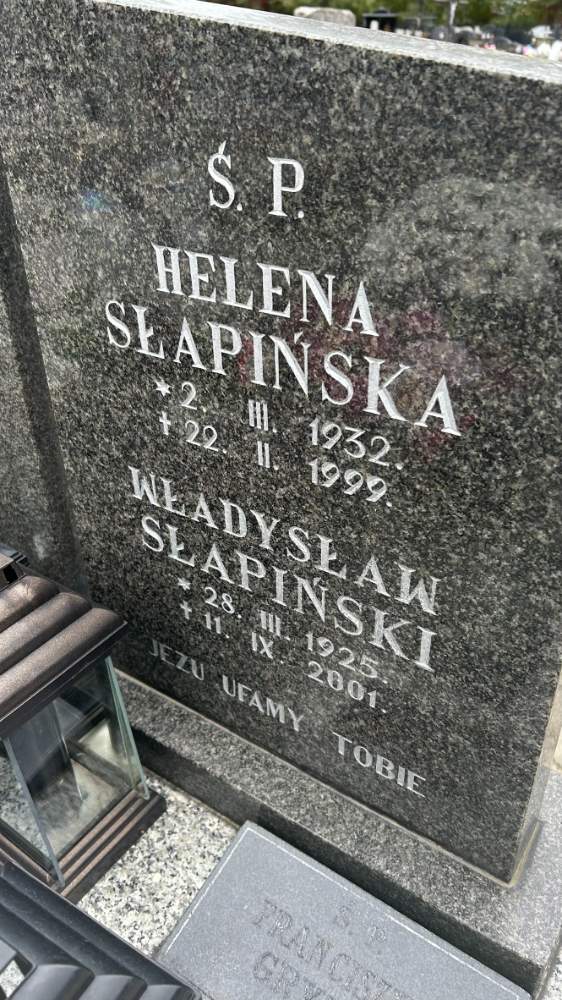 Ś. P.
HELENA
SŁAPIŃSKA
* 2. III. 1932.
† 22. II. 1999.
WŁADYSŁAW
SŁAPIŃSKI
* 28. III. 1925.
† 11. IX. 2001.
JEZU UFAMY TOBIE
Ś. P.